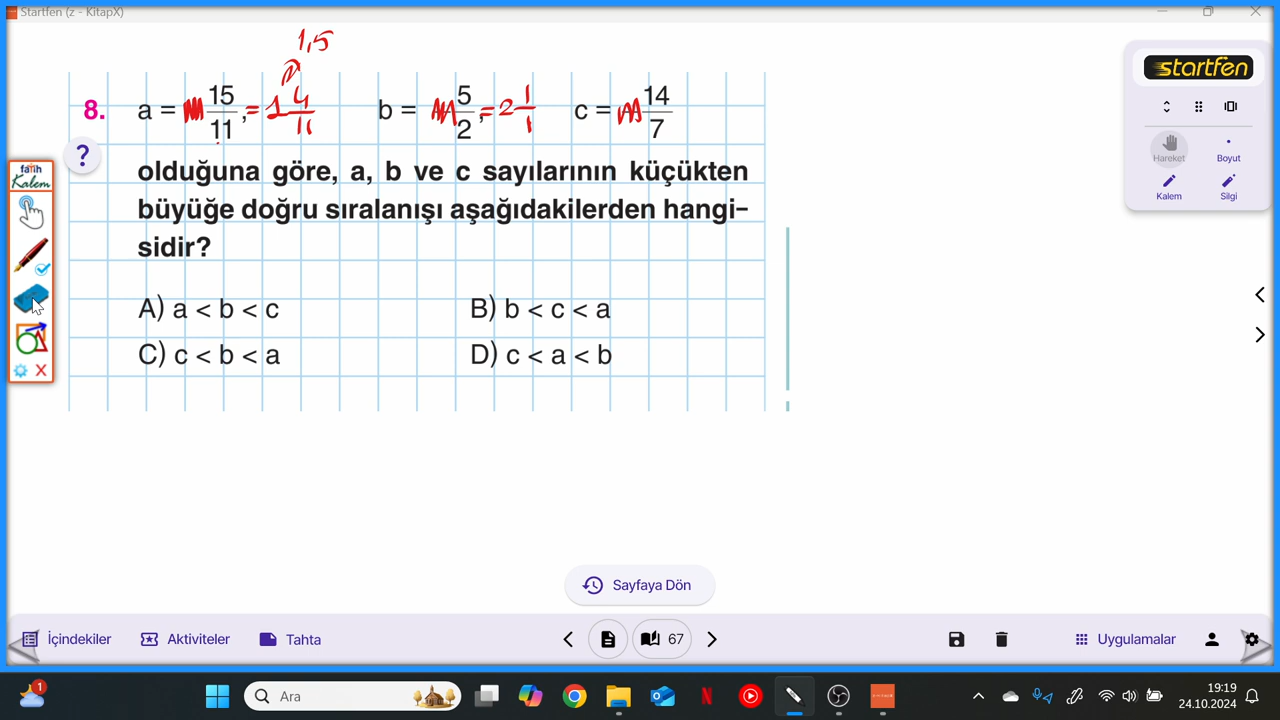 Startfen (z - KitapX)
1,5
8. a = 15/11, = 1 4/11 b = 5/2, = 2 1/1 c = 14/7
olduğuna göre, a, b ve c sayılarının küçükten
büyüğe doğru sıralanışı aşağıdakilerden hangi-
sidir?
A) a < b < c
B) b < c < a
C) c < b < a
D) c < a < b
?
fatih
Kalem
startfen
Hareket
Boyut
Kalem
Silgi
Sayfaya Dön
İçindekiler
Aktiviteler
Tahta
67
Uygulamalar
1
Ara
19:19
24.10.2024